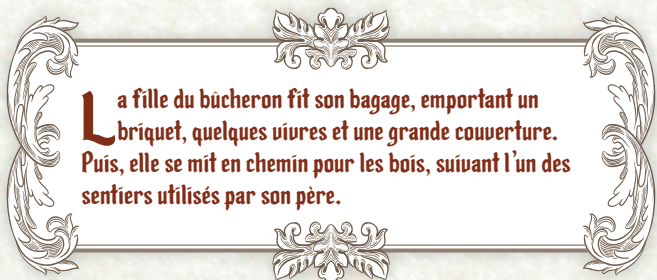 La fille du bûcheron fit son bagage, emportant un
briquet, quelques vivres et une grande couverture.
Puis, elle se mit en chemin pour les bois, suivant l'un des
sentiers utilisés par son père.